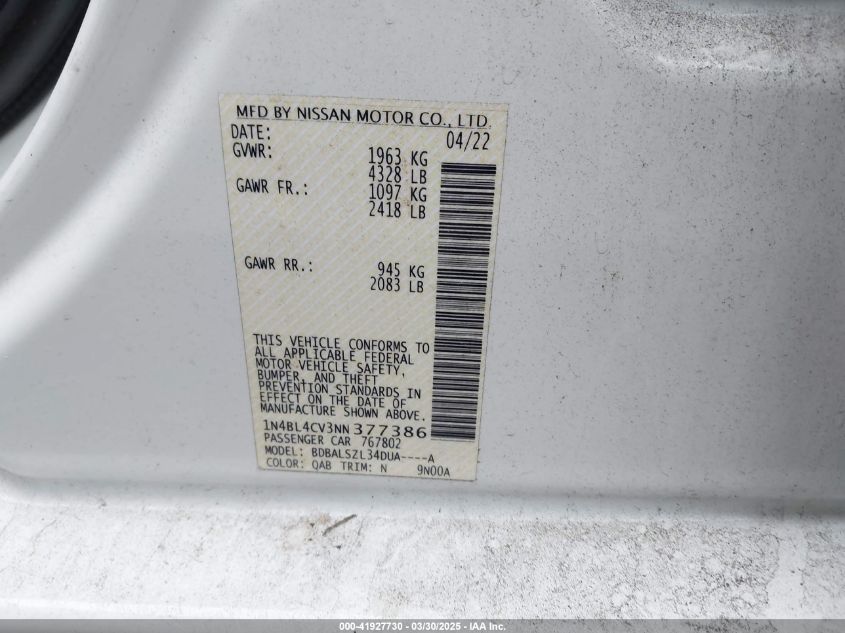 MFD BY NISSAN MOTOR CO., LTD.
DATE: 04/22
GVWR: 1963 KG
4328 LB
GAWR FR.: 1097 KG
2418 LB
GAWR RR.: 945 KG
2083 LB
THIS VEHICLE CONFORMS TO
ALL APPLICABLE FEDERAL
MOTOR VEHICLE SAFETY,
BUMPER, AND THEFT
PREVENTION STANDARDS IN
EFFECT ON THE DATE OF
MANUFACTURE SHOWN ABOVE.
1N4BL4CV3NN377386
PASSENGER CAR 767802
MODEL: BDBALSZL34DUA----A
COLOR: QAB TRIM: N 9N00A
000-41927730 - 03/30/2025 - IAA Inc.